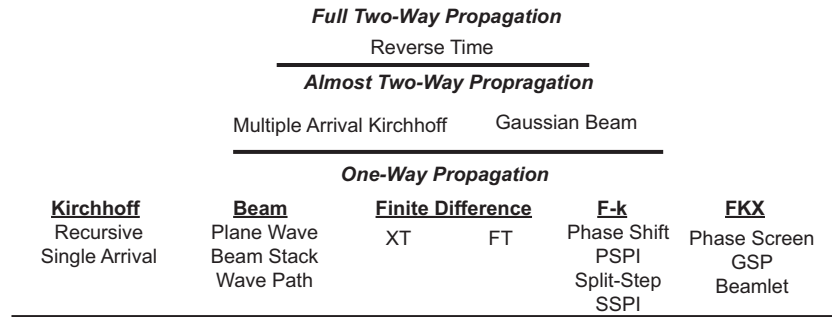 Full Two-Way Propagation
Reverse Time
Almost Two-Way Propragation
Multiple Arrival Kirchhoff Gaussian Beam
One-Way Propagation
Kirchhoff Beam Finite Difference F-k FKX
Recursive Plane Wave XT FT Phase Shift Phase Screen
Single Arrival Beam Stack PSPI GSP
Wave Path Split-Step Beamlet
SSPI